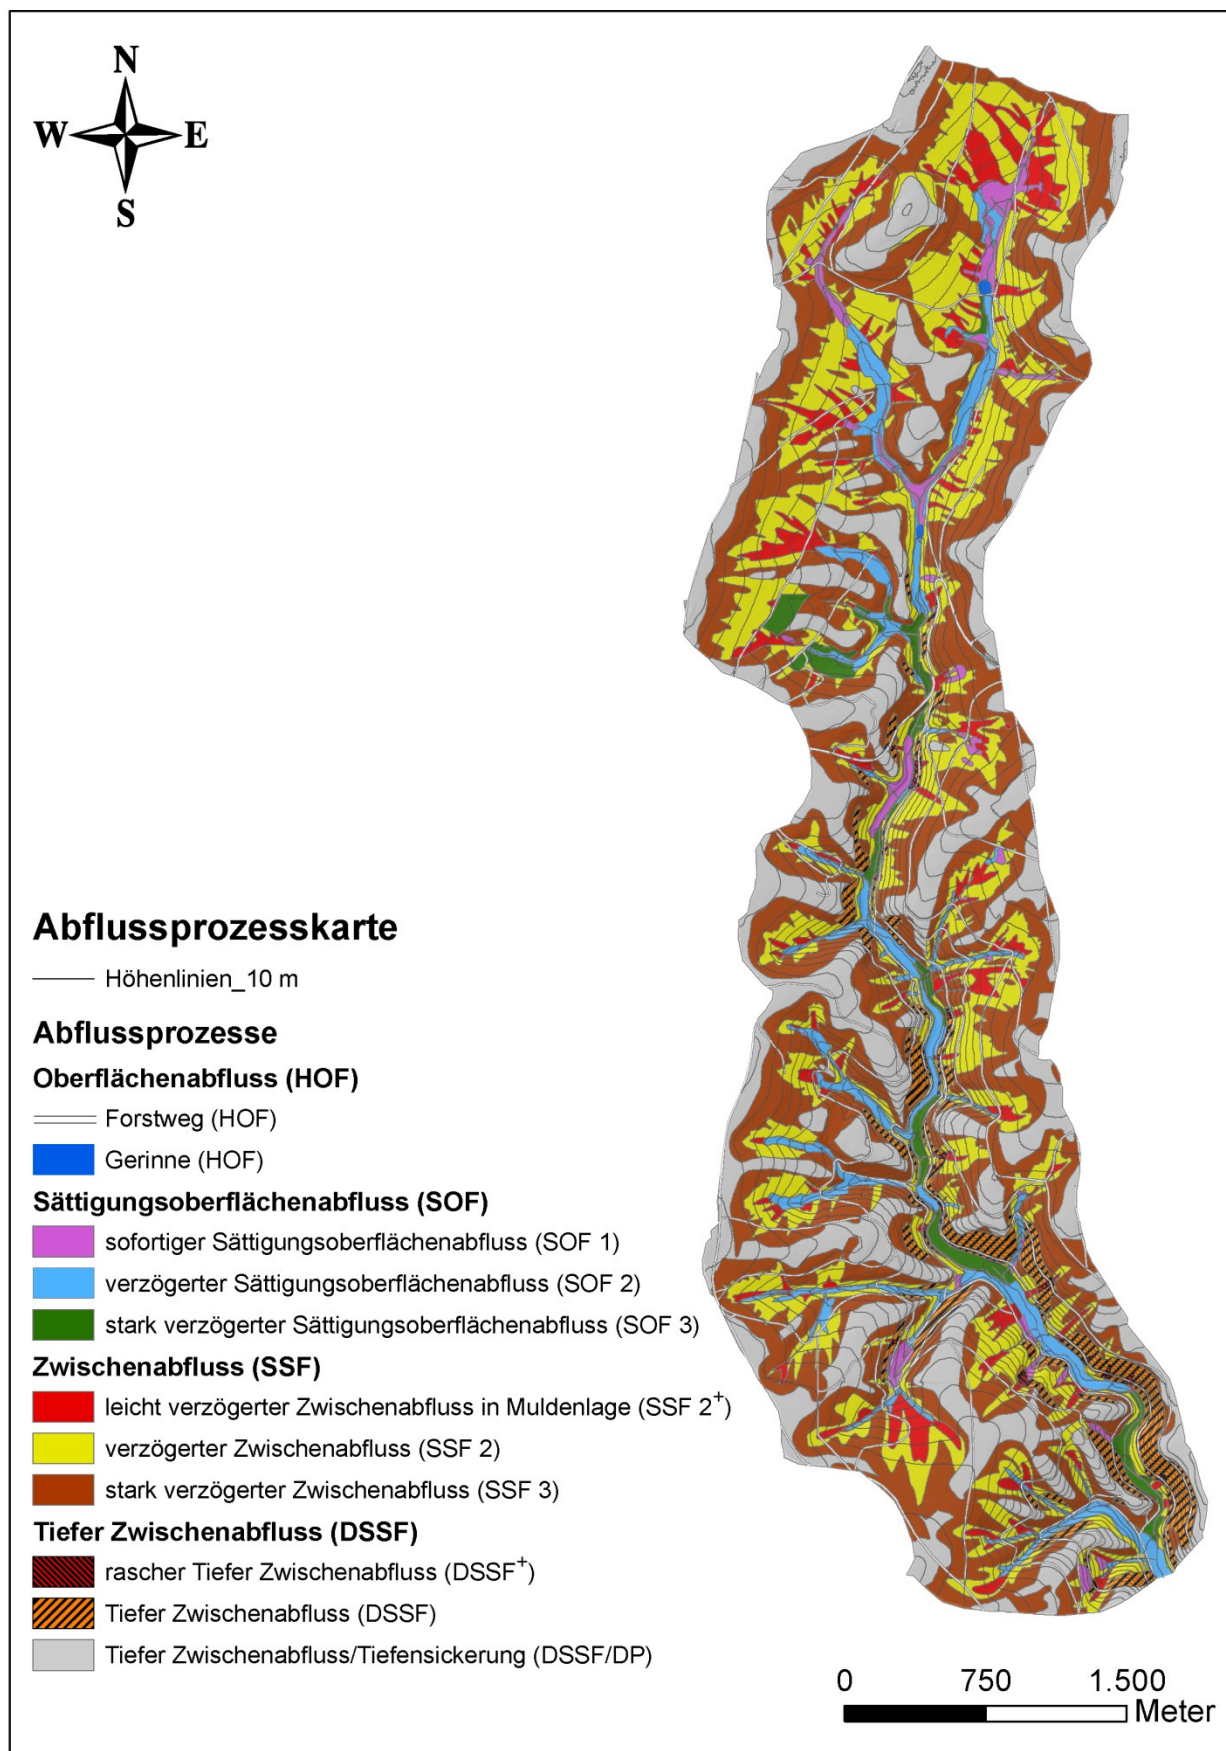 N
W E
S
Abflussprozesskarte
Höhenlinien_10 m
Abflussprozesse
Oberflächenabfluss (HOF)
Forstweg (HOF)
Gerinne (HOF)
Sättigungsoberflächenabfluss (SOF)
sofortiger Sättigungsoberflächenabfluss (SOF 1)
verzögerter Sättigungsoberflächenabfluss (SOF 2)
stark verzögerter Sättigungsoberflächenabfluss (SOF 3)
Zwischenabfluss (SSF)
leicht verzögerter Zwischenabfluss in Muldenlage (SSF 2⁺)
verzögerter Zwischenabfluss (SSF 2)
stark verzögerter Zwischenabfluss (SSF 3)
Tiefer Zwischenabfluss (DSSF)
rascher Tiefer Zwischenabfluss (DSSF⁺)
Tiefer Zwischenabfluss (DSSF)
Tiefer Zwischenabfluss/Tiefensickerung (DSSF/DP)
0 750 1.500
Meter